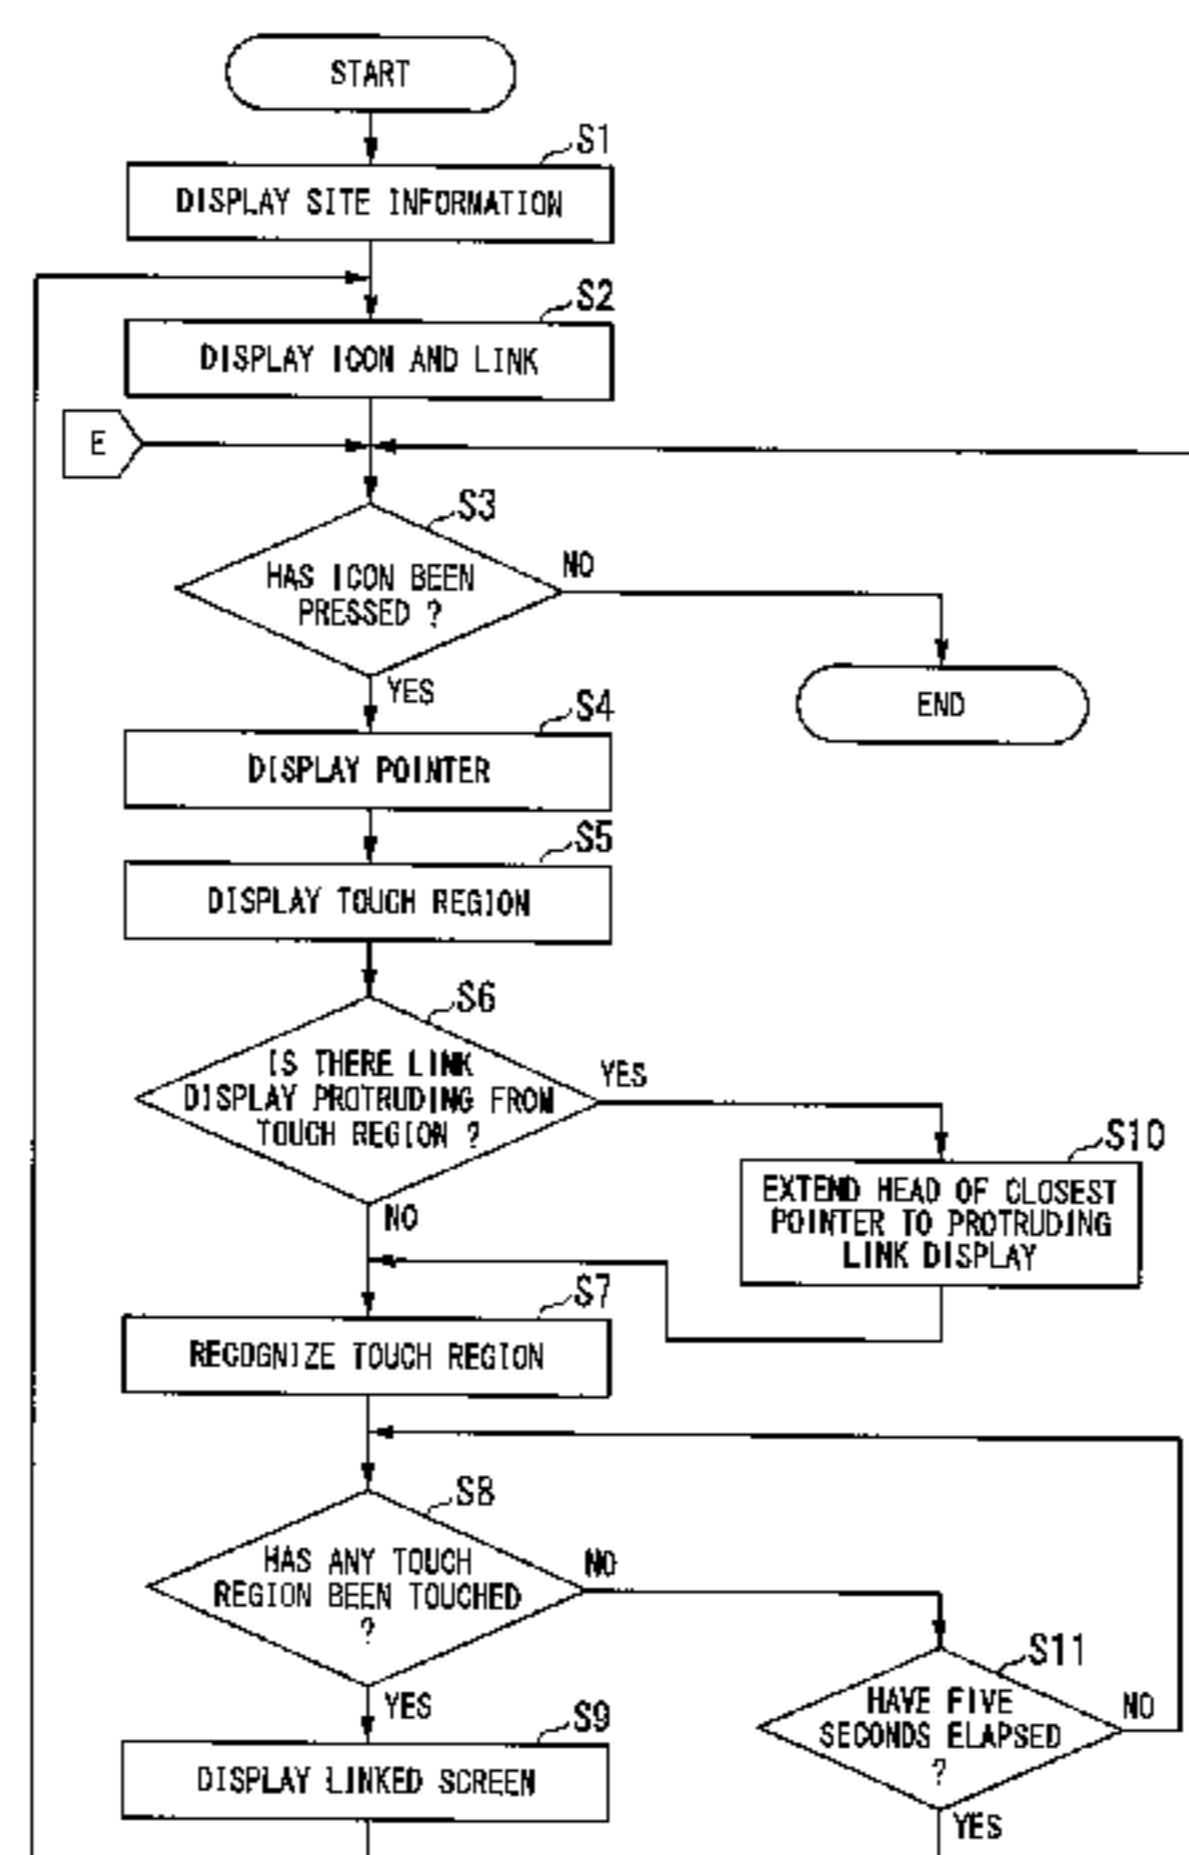 START
S1
DISPLAY SITE INFORMATION
S2
DISPLAY ICON AND LINK
E
S3
HAS ICON BEEN
PRESSED ?
NO
YES
END
S4
DISPLAY POINTER
S5
DISPLAY TOUCH REGION
S6
IS THERE LINK
DISPLAY PROTRUDING FROM
TOUCH REGION ?
YES
NO
S10
EXTEND HEAD OF CLOSEST
POINTER TO PROTRUDING
LINK DISPLAY
S7
RECOGNIZE TOUCH REGION
S8
HAS ANY TOUCH
REGION BEEN TOUCHED
?
NO
YES
S11
HAVE FIVE
SECONDS ELAPSED
?
NO
YES
S9
DISPLAY LINKED SCREEN